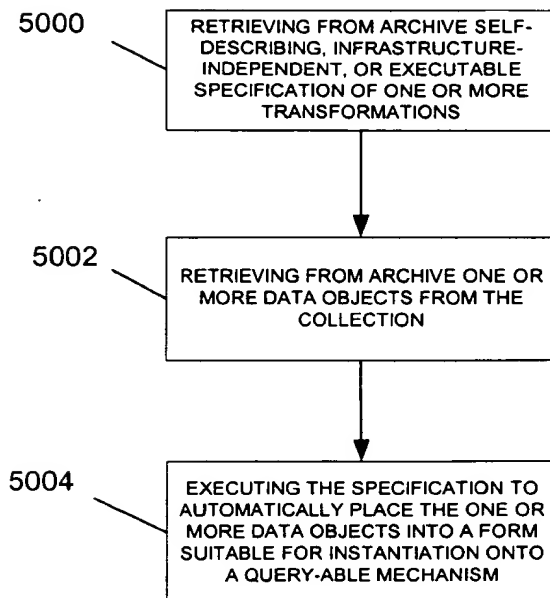 5000
RETRIEVING FROM ARCHIVE SELF-
DESCRIBING, INFRASTRUCTURE-
INDEPENDENT, OR EXECUTABLE
SPECIFICATION OF ONE OR MORE
TRANSFORMATIONS
5002
RETRIEVING FROM ARCHIVE ONE OR
MORE DATA OBJECTS FROM THE
COLLECTION
5004
EXECUTING THE SPECIFICATION TO
AUTOMATICALLY PLACE THE ONE OR
MORE DATA OBJECTS INTO A FORM
SUITABLE FOR INSTANTIATION ONTO
A QUERY-ABLE MECHANISM